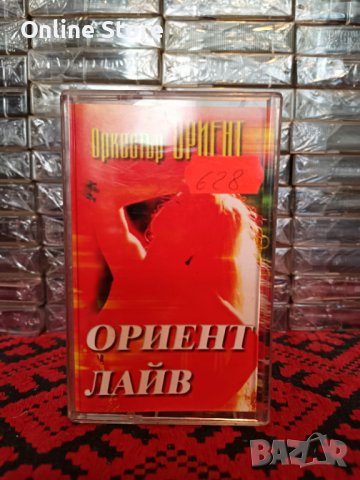 Online Store
Оркестър ОРИЕНТ
628
ОРИЕНТ
ЛАЙВ
BAZAR